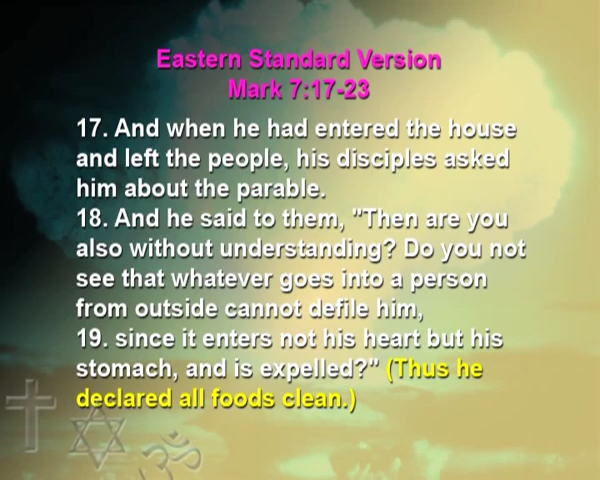 Eastern Standard Version
Mark 7:17-23
17. And when he had entered the house
and left the people, his disciples asked
him about the parable.
18. And he said to them, "Then are you
also without understanding? Do you not
see that whatever goes into a person
from outside cannot defile him,
19. since it enters not his heart but his
stomach, and is expelled?" (Thus he
declared all foods clean.)
ॐ